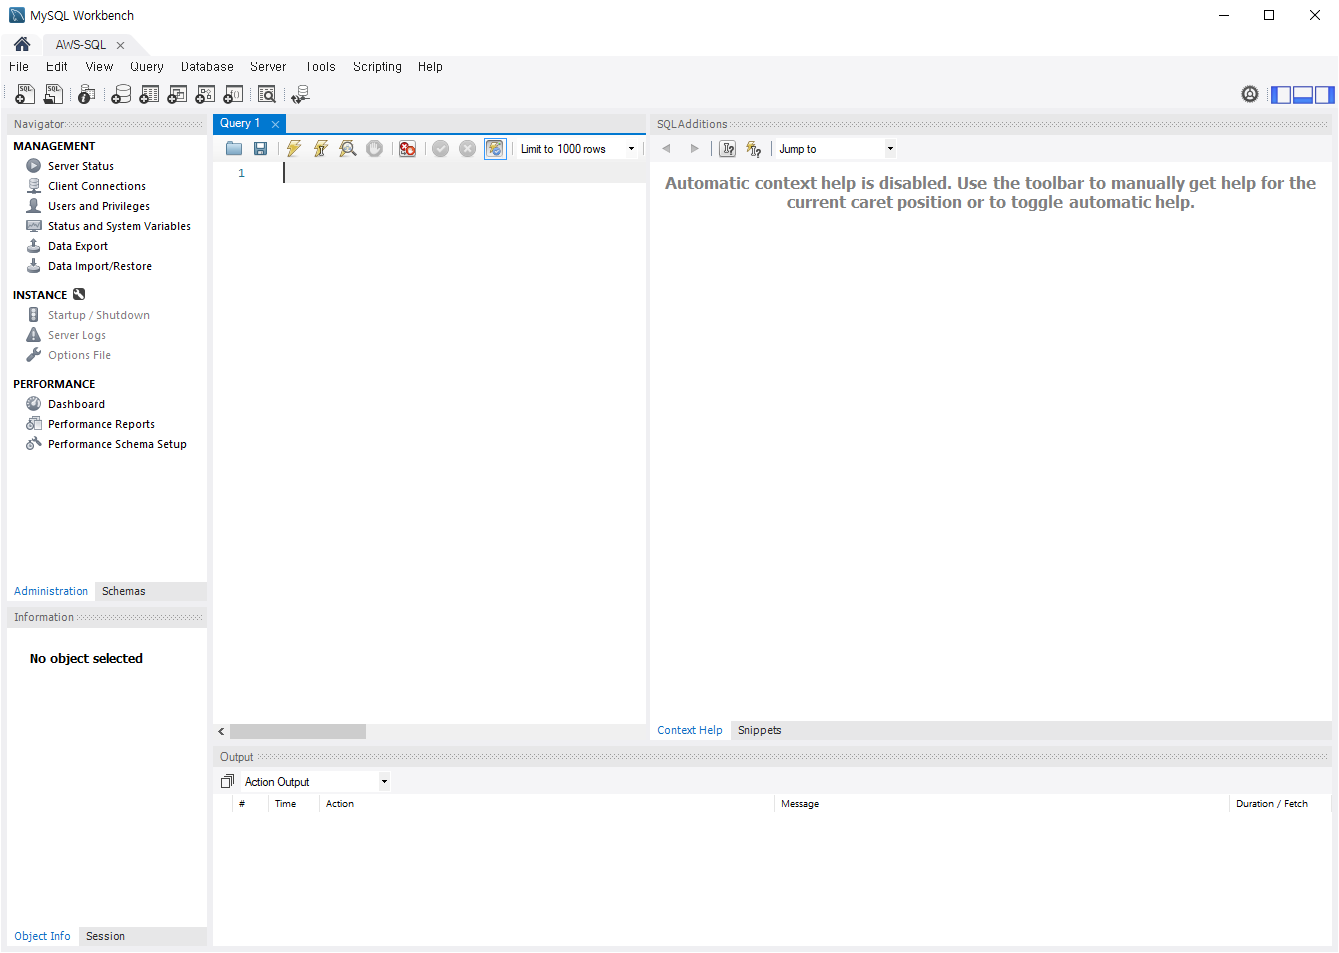 MySQL Workbench
AWS-SQL
File Edit View Query Database Server Tools Scripting Help
Navigator
MANAGEMENT
Server Status
Client Connections
Users and Privileges
Status and System Variables
Data Export
Data Import/Restore
INSTANCE
Startup / Shutdown
Server Logs
Options File
PERFORMANCE
Dashboard
Performance Reports
Performance Schema Setup
Administration Schemas
Information
No object selected
Object Info Session
Query 1
Limit to 1000 rows
1
SQLAdditions
Jump to
Automatic context help is disabled. Use the toolbar to manually get help for the
current caret position or to toggle automatic help.
Context Help Snippets
Output
Action Output
# Time Action Message Duration / Fetch